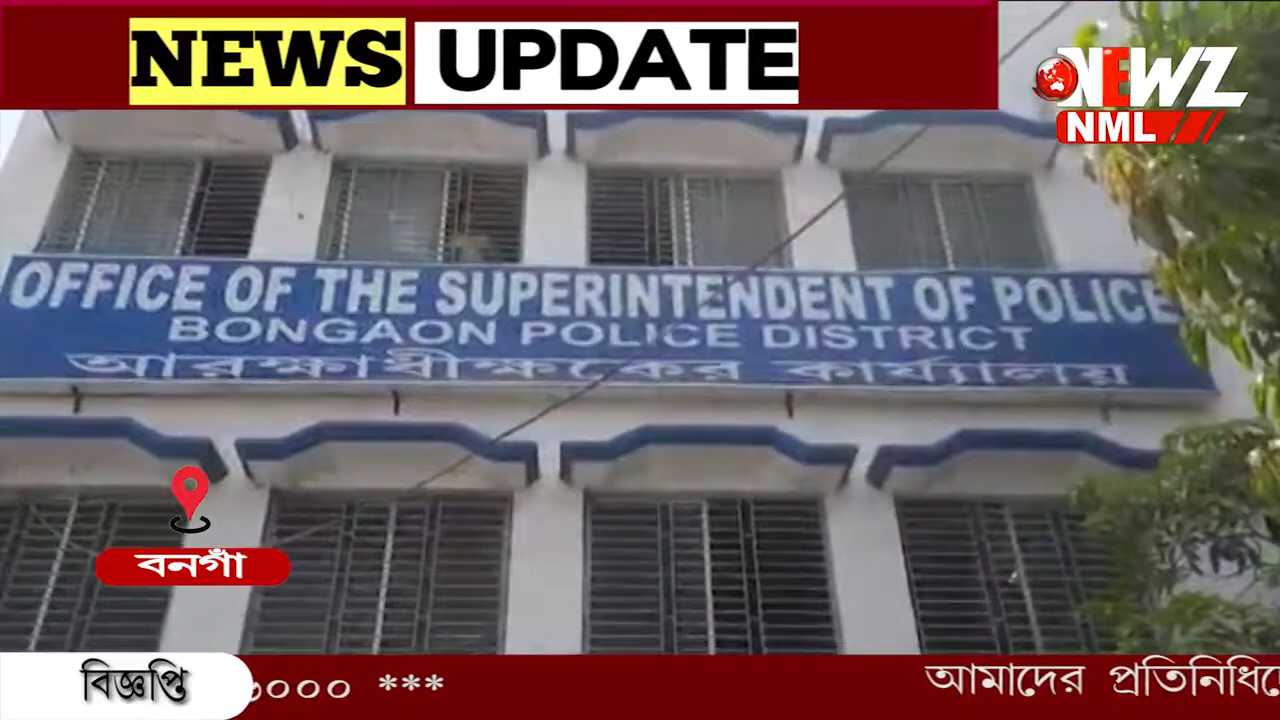 NEWS UPDATE
NEWZ
NML
OFFICE OF THE SUPERINTENDENT OF POLICE
BONGAON POLICE DISTRICT
আরক্ষাধীক্ষকের কার্য্যালয়
বনগাঁ
বিজ্ঞপ্তি
০০০ *** আমাদের